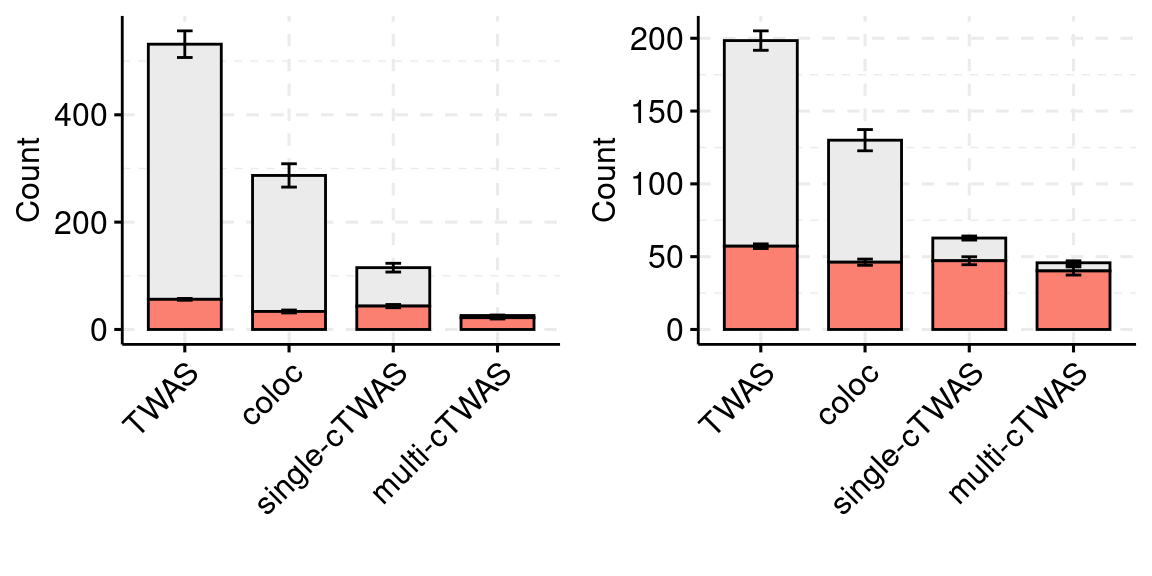 Count
400
200
0
TWAS
coloc
single-cTWAS
multi-cTWAS
Count
200
150
100
50
0
TWAS
coloc
single-cTWAS
multi-cTWAS